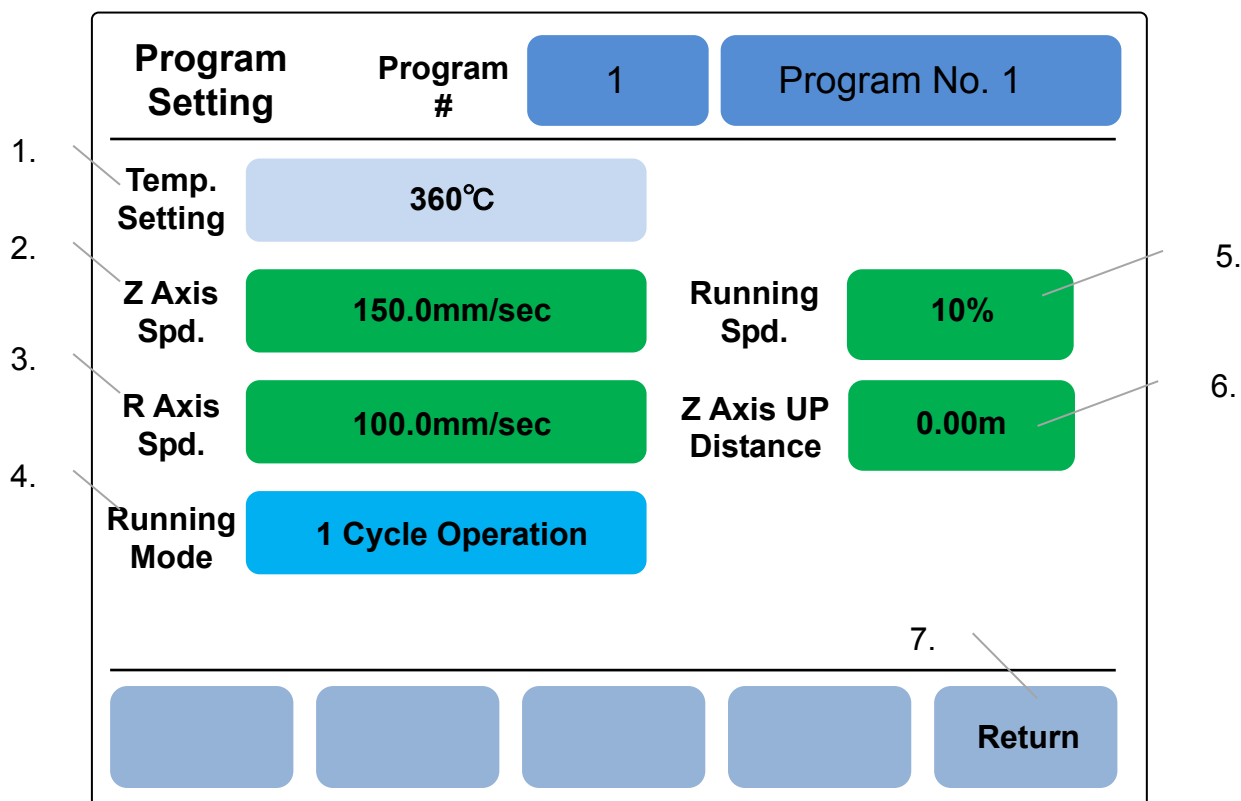 Program
Setting
Program
#
1
Program No. 1
1.
Temp.
Setting
360℃
2.
Z Axis
Spd.
150.0mm/sec
Running
Spd.
10%
5.
3.
R Axis
Spd.
100.0mm/sec
Z Axis UP
Distance
0.00m
6.
4.
Running
Mode
1 Cycle Operation
7.
Return